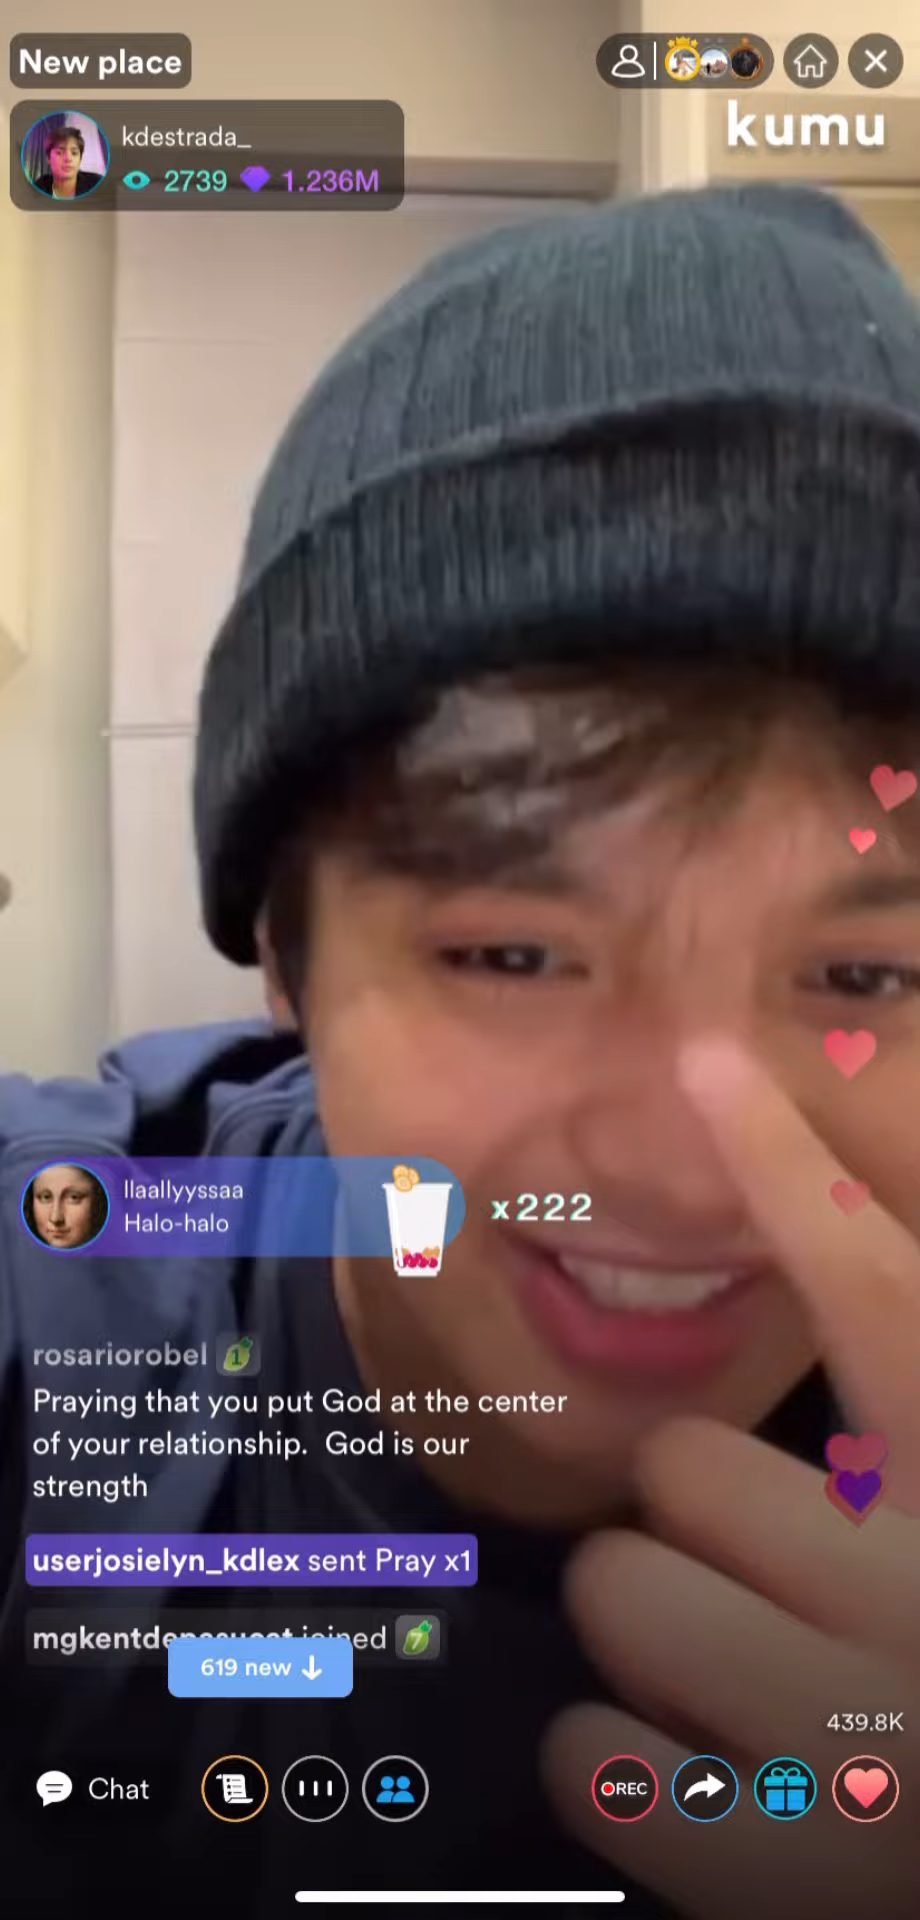 New place
kumu
kdestrada_
2739 1.236M
llaallyyssaa
Halo-halo
x222
rosariorobel 1
Praying that you put God at the center
of your relationship. God is our
strength
userjosielyn_kdlex sent Pray x1
joined 7
619 new
439.8K
Chat
REC